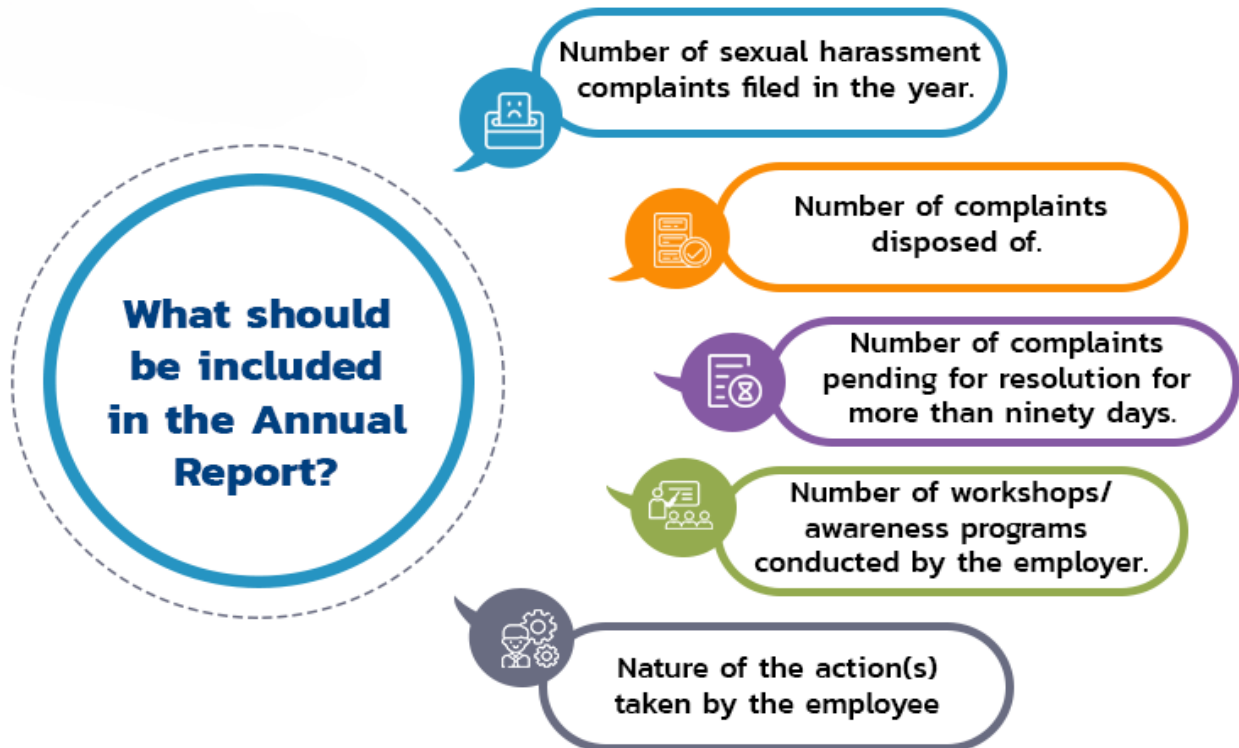 What should
be included
in the Annual
Report?
Number of sexual harassment
complaints filed in the year.
Number of complaints
disposed of.
Number of complaints
pending for resolution for
more than ninety days.
Number of workshops/
awareness programs
conducted by the employer.
Nature of the action(s)
taken by the employee